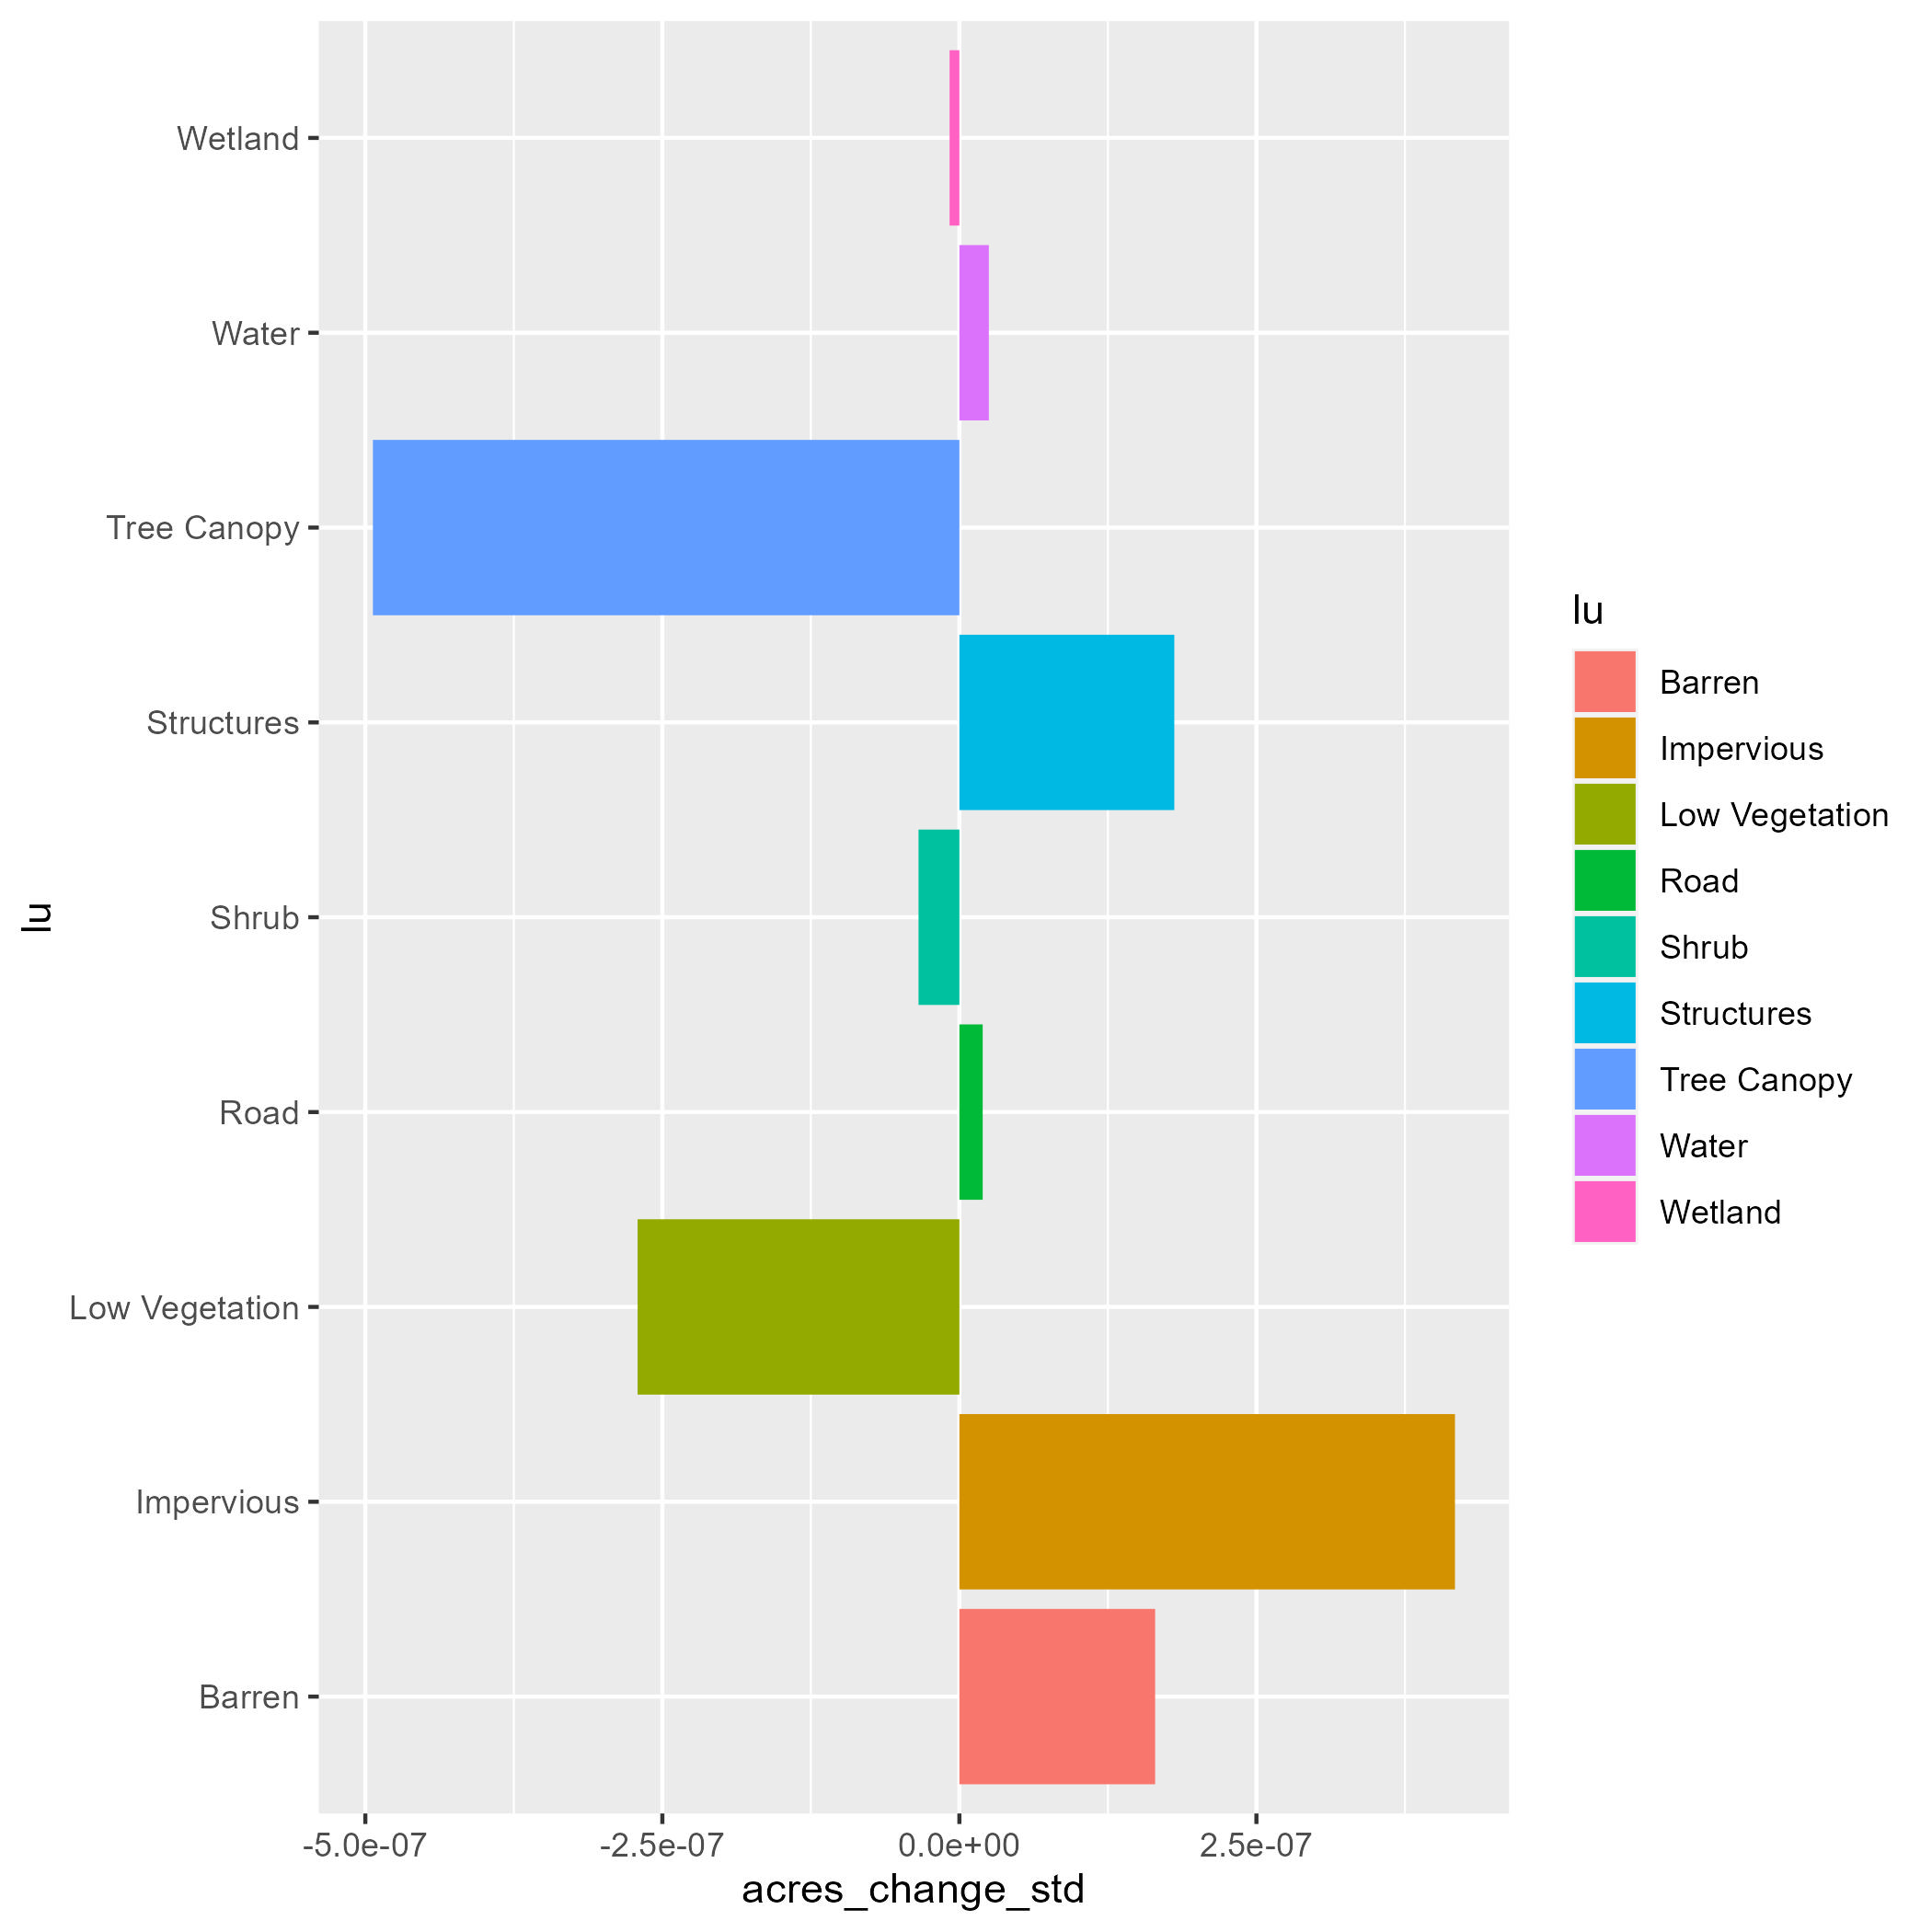 Wetland
Water
Tree Canopy
Structures
Shrub
Road
Low Vegetation
Impervious
Barren
lu
-5.0e-07
-2.5e-07
0.0e+00
2.5e-07
acres_change_std
lu
Barren
Impervious
Low Vegetation
Road
Shrub
Structures
Tree Canopy
Water
Wetland